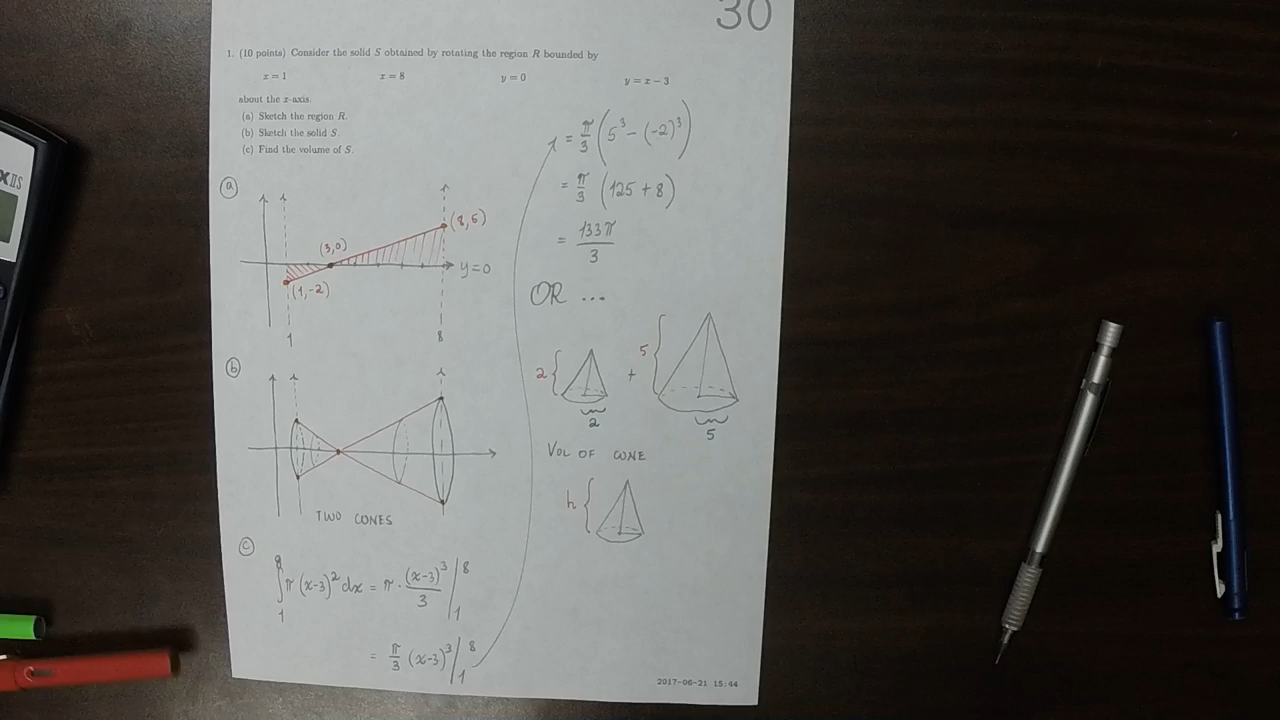 30
1. (10 points) Consider the solid S obtained by rotating the region R bounded by
x = 1 x = 8 y = 0 y = x − 3
about the x-axis.
(a) Sketch the region R.
(b) Sketch the solid S.
(c) Find the volume of S.
XIIS
(a)
(3,0)
(8,5)
y=0
(1,-2)
1 8
(b)
TWO CONES
(c)
∫₁⁸ π (x-3)² dx = π · (x-3)³/3 |₁⁸
= π/3 (x-3)³ |₁⁸
= π/3 (5³ - (-2)³)
= π/3 (125 + 8)
= 133π/3
OR ...
2 { + 5 {
2 5
VOL OF CONE
h {
2017-06-21 15:44